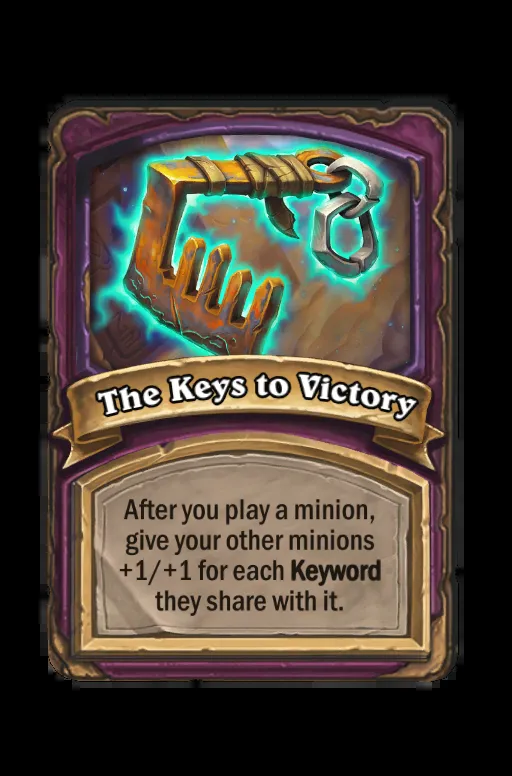 The Keys to Victory
After you play a minion,
give your other minions
+1/+1 for each Keyword
they share with it.